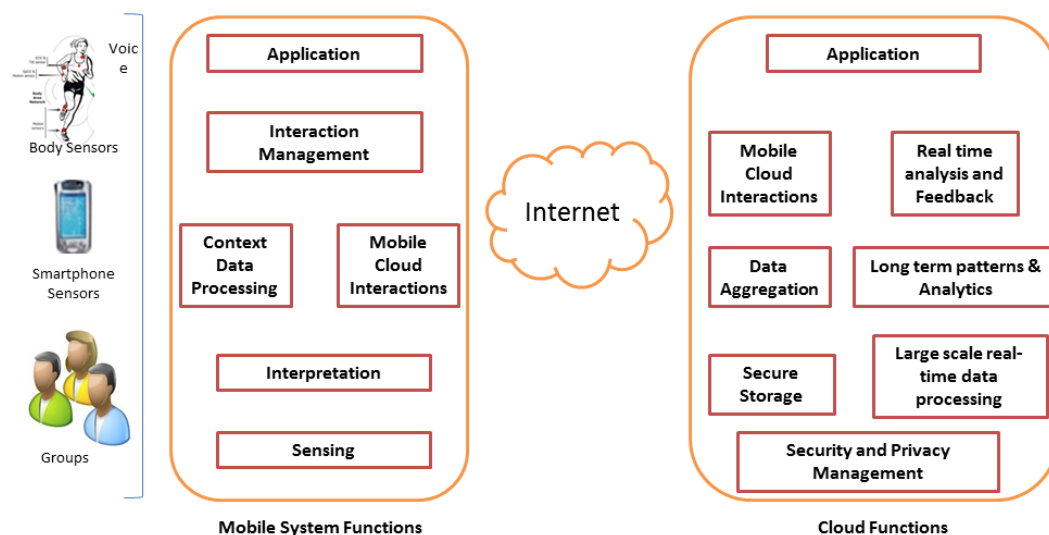 Voic
e
Body Sensors
Smartphone
Sensors
Groups
Application
Interaction
Management
Context
Data
Processing
Mobile
Cloud
Interactions
Interpretation
Sensing
Mobile System Functions
Internet
Application
Mobile
Cloud
Interactions
Real time
analysis and
Feedback
Data
Aggregation
Long term patterns &
Analytics
Secure
Storage
Large scale real-
time data
processing
Security and Privacy
Management
Cloud Functions